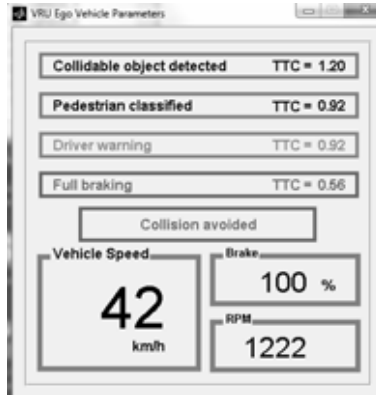 VRU Ego Vehicle Parameters
Collidable object detected TTC = 1.20
Pedestrian classified TTC = 0.92
Driver warning TTC = 0.92
Full braking TTC = 0.56
Collision avoided
Vehicle Speed
42
km/h
Brake
100 %
RPM
1222